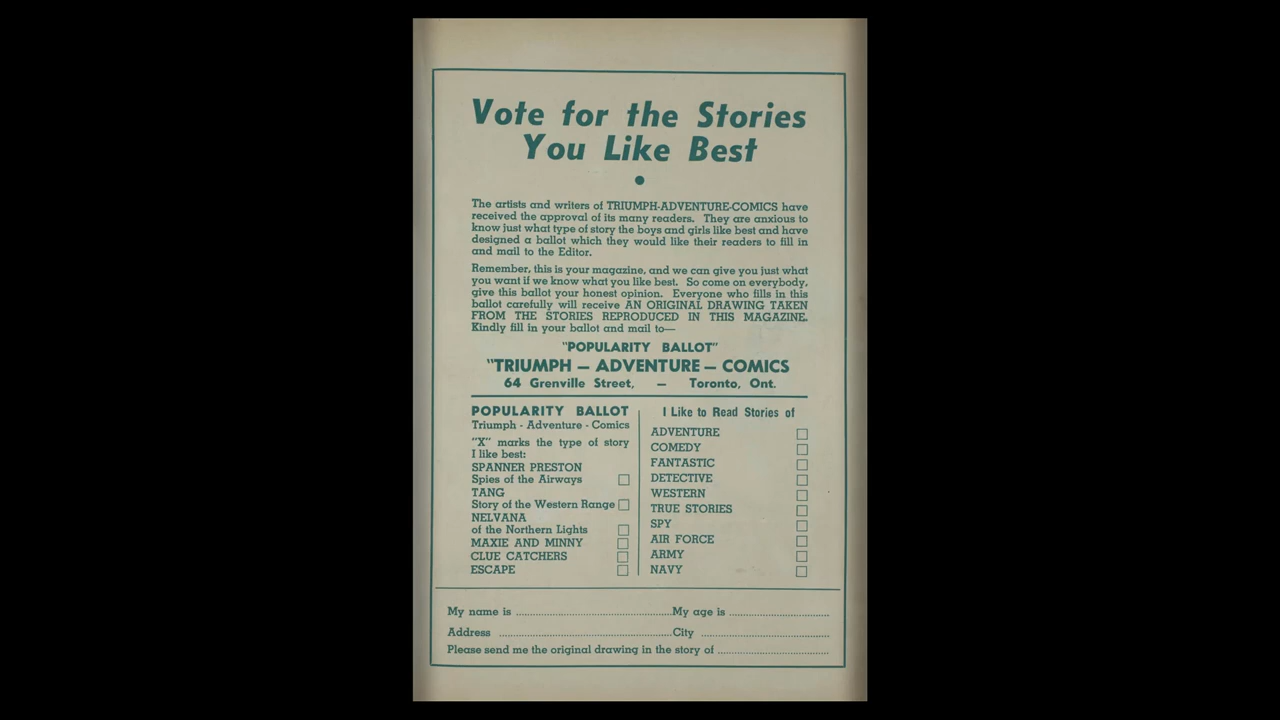 Vote for the Stories
You Like Best
The artists and writers of TRIUMPH-ADVENTURE-COMICS have
received the approval of its many readers. They are anxious to
know just what type of story the boys and girls like best and have
designed a ballot which they would like their readers to fill in
and mail to the Editor.
Remember, this is your magazine, and we can give you just what
you want if we know what you like best. So come on everybody,
give this ballot your honest opinion. Everyone who fills in this
ballot carefully will receive AN ORIGINAL DRAWING TAKEN
FROM THE STORIES REPRODUCED IN THIS MAGAZINE.
Kindly fill in your ballot and mail to—
"POPULARITY BALLOT"
"TRIUMPH — ADVENTURE — COMICS
64 Grenville Street, — Toronto, Ont.
POPULARITY BALLOT
Triumph - Adventure - Comics
"X" marks the type of story
I like best:
SPANNER PRESTON
Spies of the Airways
TANG
Story of the Western Range
NELVANA
of the Northern Lights
MAXIE AND MINNY
CLUE CATCHERS
ESCAPE
I Like to Read Stories of
ADVENTURE
COMEDY
FANTASTIC
DETECTIVE
WESTERN
TRUE STORIES
SPY
AIR FORCE
ARMY
NAVY
My name is ........................................ My age is .........................
Address ........................................ City .........................
Please send me the original drawing in the story of .........................